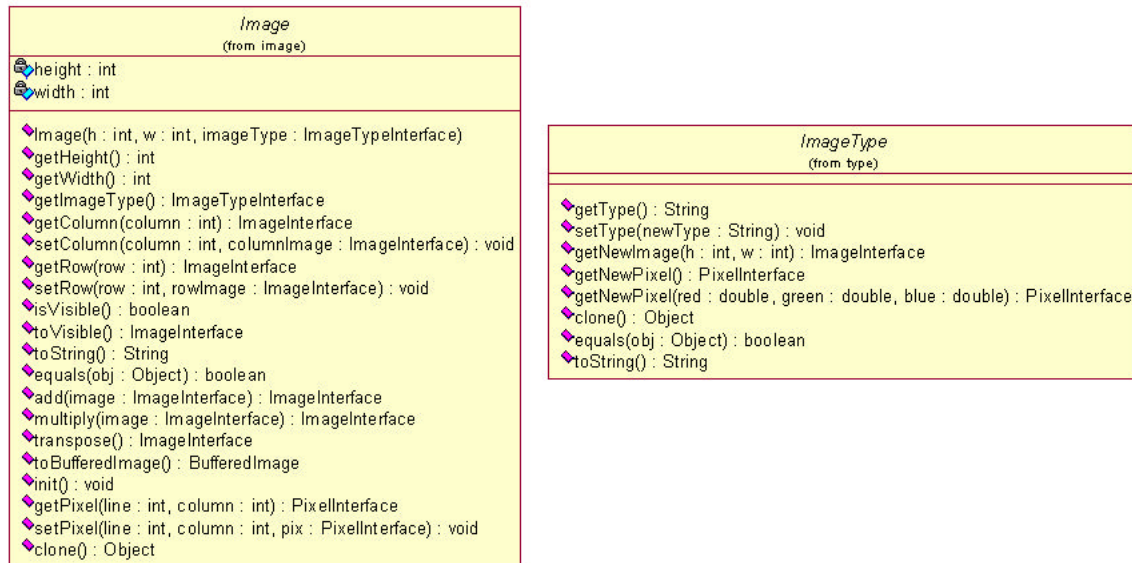 Image
(from image)
height : int
width : int
Image(h : int, w : int, imageType : ImageTypeInterface)
getHeight() : int
getWidth() : int
getImageType() : ImageTypeInterface
getColumn(column : int) : ImageInterface
setColumn(column : int, columnImage : ImageInterface) : void
getRow(row : int) : ImageInterface
setRow(row : int, rowImage : ImageInterface) : void
isVisible() : boolean
toVisible() : ImageInterface
toString() : String
equals(obj : Object) : boolean
add(image : ImageInterface) : ImageInterface
multiply(image : ImageInterface) : ImageInterface
transpose() : ImageInterface
toBufferedImage() : BufferedImage
init() : void
getPixel(line : int, column : int) : PixelInterface
setPixel(line : int, column : int, pix : PixelInterface) : void
clone() : Object
ImageType
(from type)
getType() : String
setType(newType : String) : void
getNewImage(h : int, w : int) : ImageInterface
getNewPixel() : PixelInterface
getNewPixel(red : double, green : double, blue : double) : PixelInterface
clone() : Object
equals(obj : Object) : boolean
toString() : String